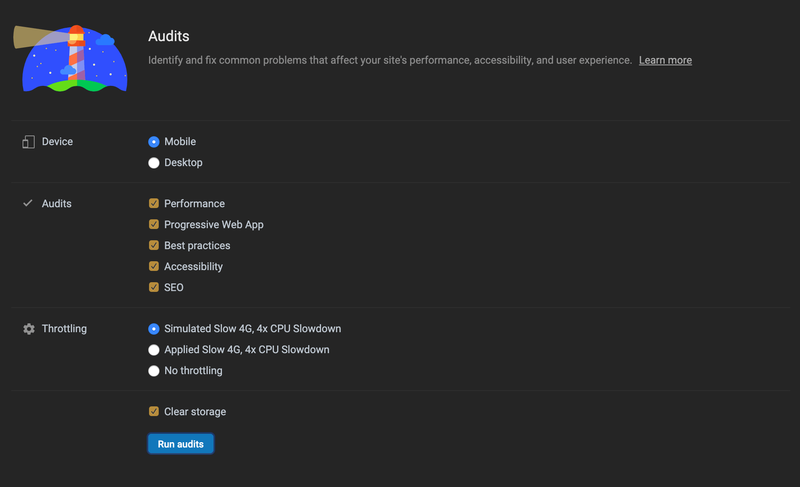 Audits
Identify and fix common problems that affect your site's performance, accessibility, and user experience. Learn more
Device
Mobile
Desktop
Audits
Performance
Progressive Web App
Best practices
Accessibility
SEO
Throttling
Simulated Slow 4G, 4x CPU Slowdown
Applied Slow 4G, 4x CPU Slowdown
No throttling
Clear storage
Run audits